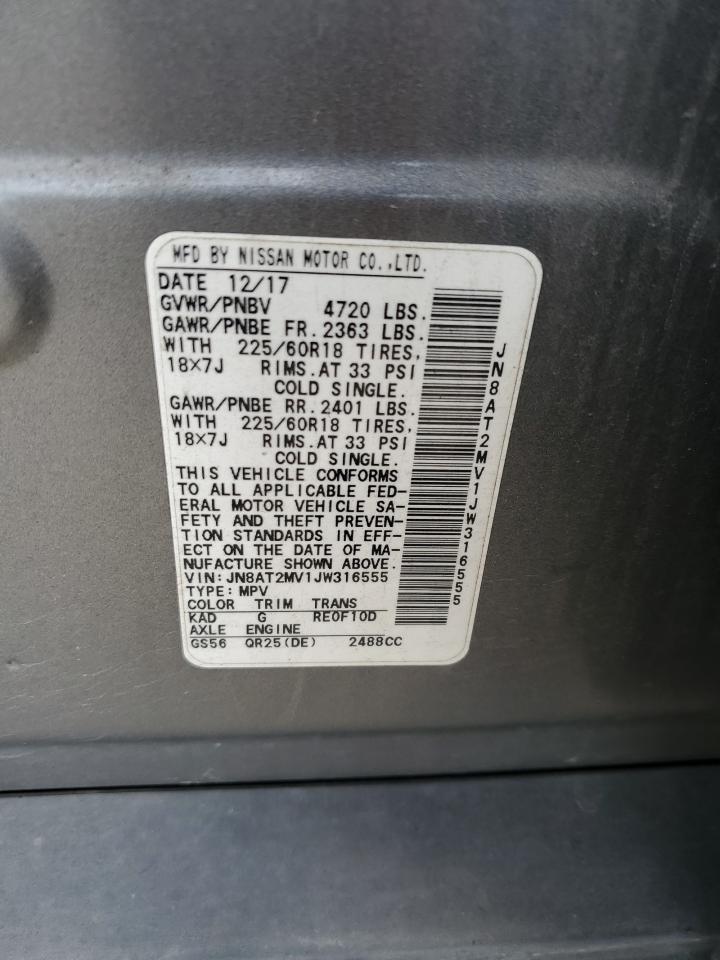 MFD BY NISSAN MOTOR CO.,LTD.
DATE 12/17
GVWR/PNBV 4720 LBS.
GAWR/PNBE FR. 2363 LBS.
WITH 225/60R18 TIRES,
18×7J RIMS.AT 33 PSI
COLD SINGLE.
GAWR/PNBE RR. 2401 LBS.
WITH 225/60R18 TIRES,
18×7J RIMS.AT 33 PSI
COLD SINGLE.
THIS VEHICLE CONFORMS
TO ALL APPLICABLE FED-
ERAL MOTOR VEHICLE SA-
FETY AND THEFT PREVEN-
TION STANDARDS IN EFF-
ECT ON THE DATE OF MA-
NUFACTURE SHOWN ABOVE.
VIN:JN8AT2MV1JW316555
TYPE:MPV
COLOR TRIM TRANS
KAD G RE0F10D
AXLE ENGINE
GS56 QR25(DE) 2488CC
JN8AT2MV1JW316555